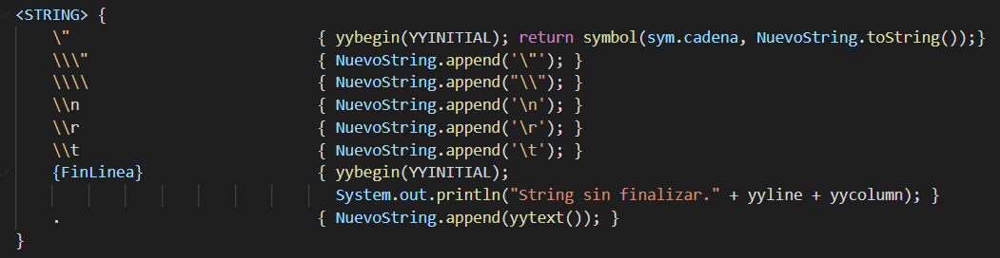 <STRING> {
\" { yybegin(YYINITIAL); return symbol(sym.cadena, NuevoString.toString());}
\\\" { NuevoString.append('\"'); }
\\\\ { NuevoString.append("\\"); }
\\n { NuevoString.append('\n'); }
\\r { NuevoString.append('\r'); }
\\t { NuevoString.append('\t'); }
{FinLinea} { yybegin(YYINITIAL);
System.out.println("String sin finalizar." + yyline + yycolumn); }
. { NuevoString.append(yytext()); }
}